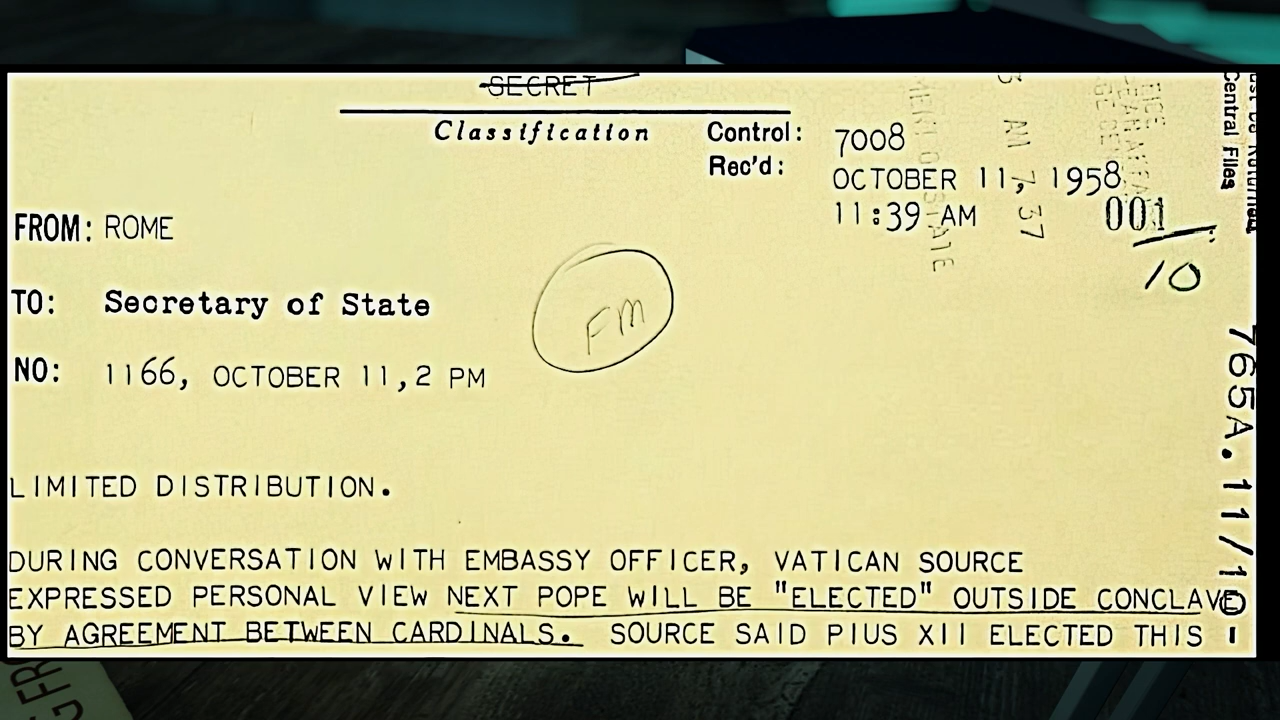 SECRET
Classification
Control: 7008
Rec'd: OCTOBER 11, 1958
11:39 AM
FROM: ROME
001
10
TO: Secretary of State
FM
NO: 1166, OCTOBER 11,2 PM
LIMITED DISTRIBUTION.
DURING CONVERSATION WITH EMBASSY OFFICER, VATICAN SOURCE
EXPRESSED PERSONAL VIEW NEXT POPE WILL BE "ELECTED" OUTSIDE CONCLAVE
BY AGREEMENT BETWEEN CARDINALS. SOURCE SAID PIUS XII ELECTED THIS
Central Files
765A.11/10-
AM 7 37